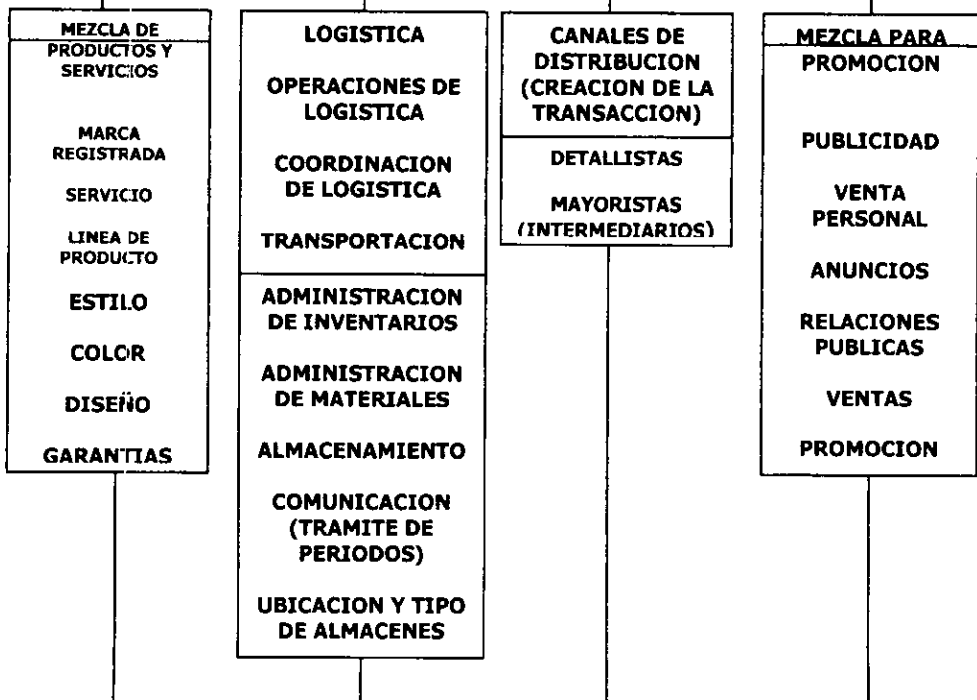 MEZCLA DE
PRODUCTOS Y
SERVICIOS
MARCA
REGISTRADA
SERVICIO
LINEA DE
PRODUCTO
ESTILO
COLOR
DISEÑO
GARANTIAS
LOGISTICA
OPERACIONES DE
LOGISTICA
COORDINACION
DE LOGISTICA
TRANSPORTACION
ADMINISTRACION
DE INVENTARIOS
ADMINISTRACION
DE MATERIALES
ALMACENAMIENTO
COMUNICACION
(TRAMITE DE
PERIODOS)
UBICACION Y TIPO
DE ALMACENES
CANALES DE
DISTRIBUCION
(CREACION DE LA
TRANSACCION)
DETALLISTAS
MAYORISTAS
(INTERMEDIARIOS)
MEZCLA PARA
PROMOCION
PUBLICIDAD
VENTA
PERSONAL
ANUNCIOS
RELACIONES
PUBLICAS
VENTAS
PROMOCION